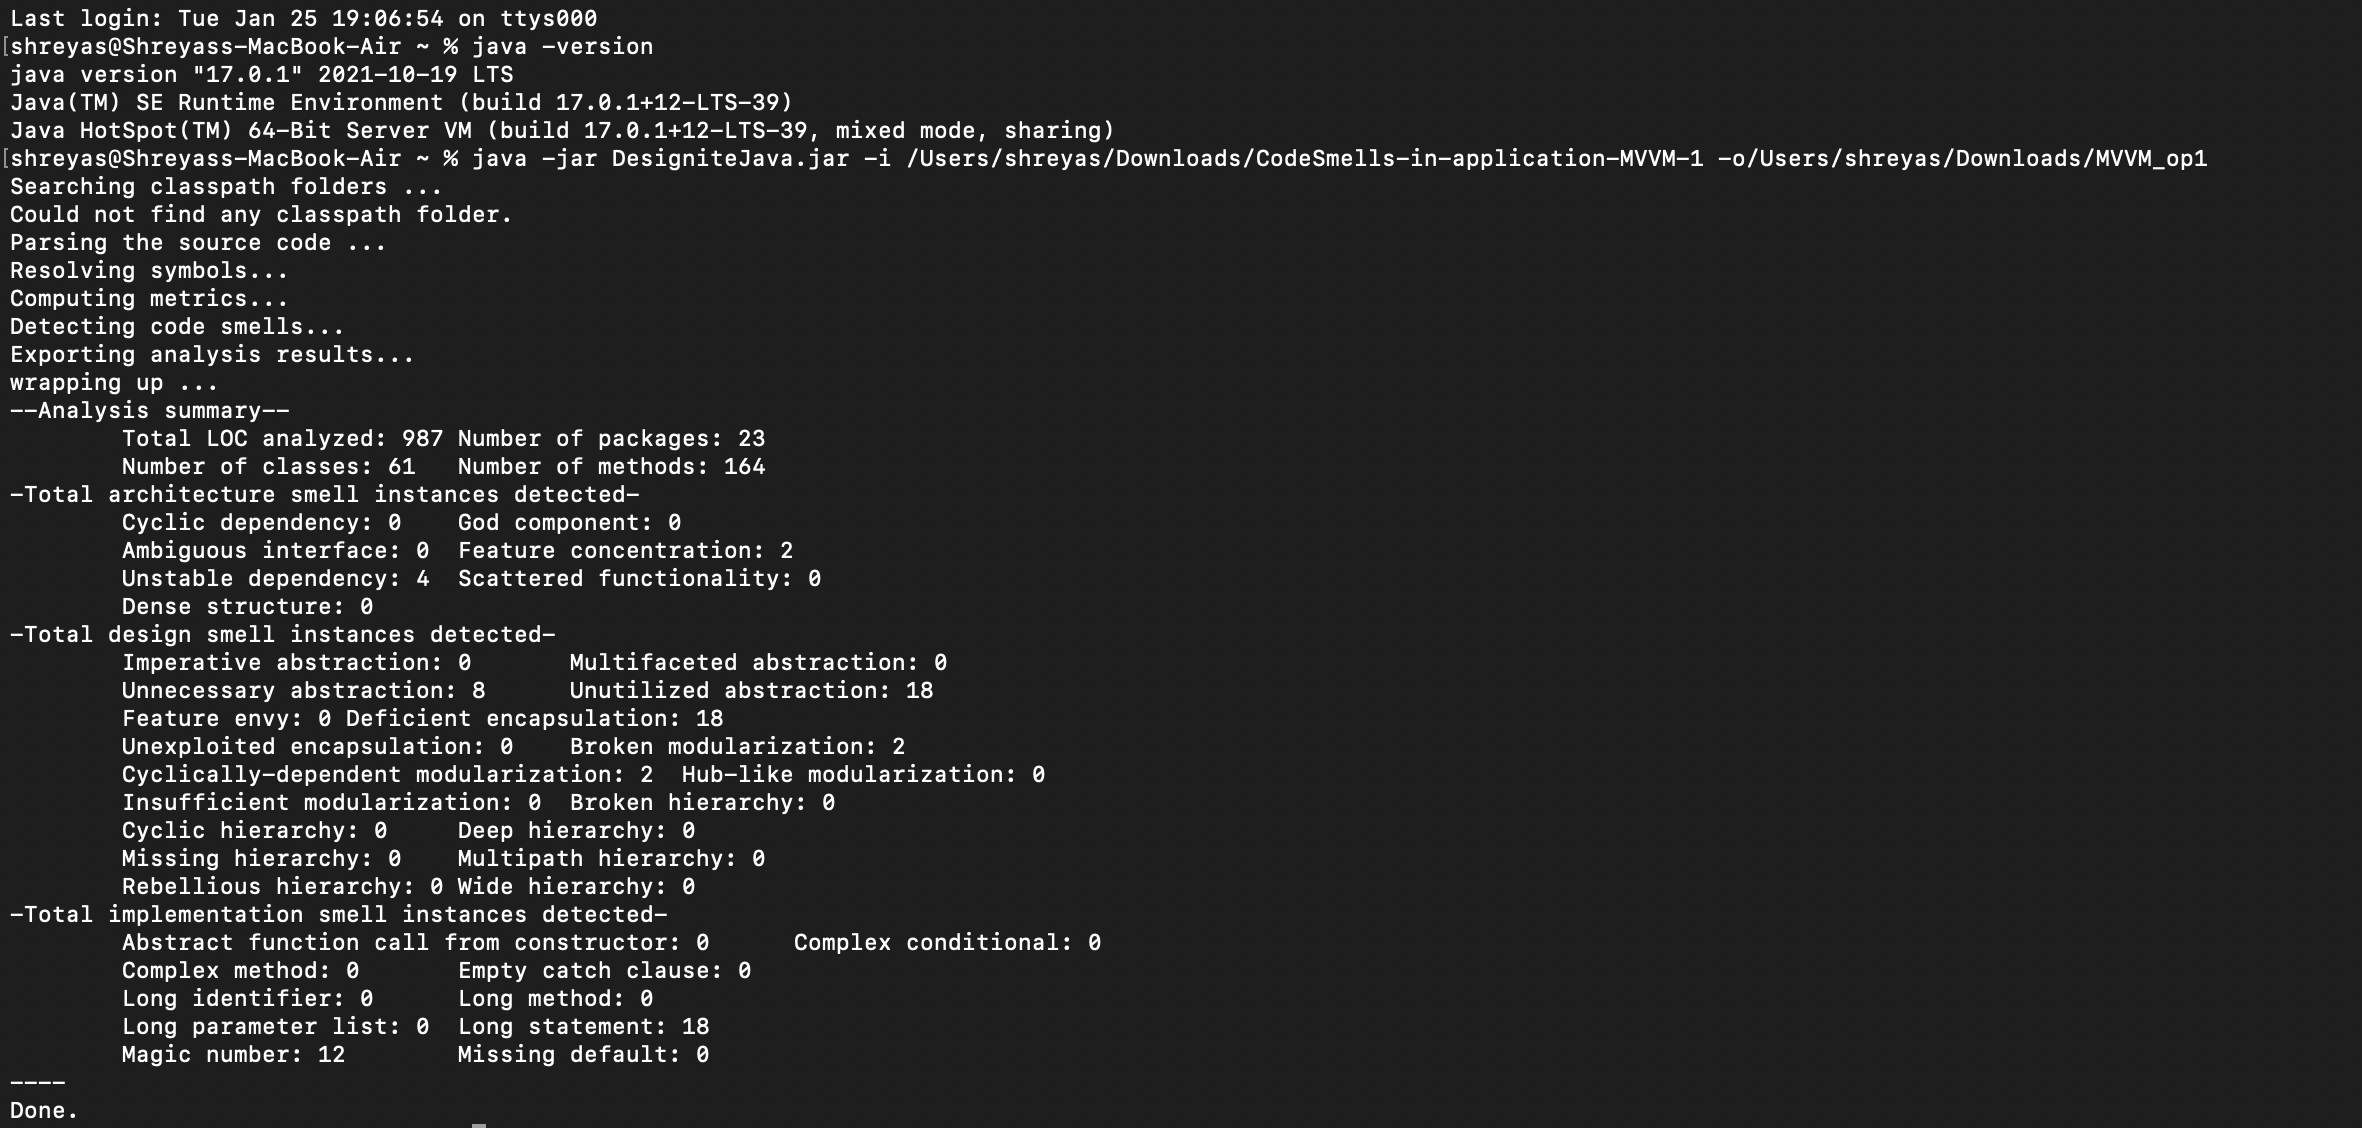 Last login: Tue Jan 25 19:06:54 on ttys000
[shreyas@Shreyass-MacBook-Air ~ % java -version
java version "17.0.1" 2021-10-19 LTS
Java(TM) SE Runtime Environment (build 17.0.1+12-LTS-39)
Java HotSpot(TM) 64-Bit Server VM (build 17.0.1+12-LTS-39, mixed mode, sharing)
[shreyas@Shreyass-MacBook-Air ~ % java -jar DesigniteJava.jar -i /Users/shreyas/Downloads/CodeSmells-in-application-MVVM-1 -o/Users/shreyas/Downloads/MVVM_op1
Searching classpath folders ...
Could not find any classpath folder.
Parsing the source code ...
Resolving symbols...
Computing metrics...
Detecting code smells...
Exporting analysis results...
wrapping up ...
--Analysis summary--
Total LOC analyzed: 987 Number of packages: 23
Number of classes: 61 Number of methods: 164
-Total architecture smell instances detected-
Cyclic dependency: 0 God component: 0
Ambiguous interface: 0 Feature concentration: 2
Unstable dependency: 4 Scattered functionality: 0
Dense structure: 0
-Total design smell instances detected-
Imperative abstraction: 0 Multifaceted abstraction: 0
Unnecessary abstraction: 8 Unutilized abstraction: 18
Feature envy: 0 Deficient encapsulation: 18
Unexploited encapsulation: 0 Broken modularization: 2
Cyclically-dependent modularization: 2 Hub-like modularization: 0
Insufficient modularization: 0 Broken hierarchy: 0
Cyclic hierarchy: 0 Deep hierarchy: 0
Missing hierarchy: 0 Multipath hierarchy: 0
Rebellious hierarchy: 0 Wide hierarchy: 0
-Total implementation smell instances detected-
Abstract function call from constructor: 0 Complex conditional: 0
Complex method: 0 Empty catch clause: 0
Long identifier: 0 Long method: 0
Long parameter list: 0 Long statement: 18
Magic number: 12 Missing default: 0
----
Done.